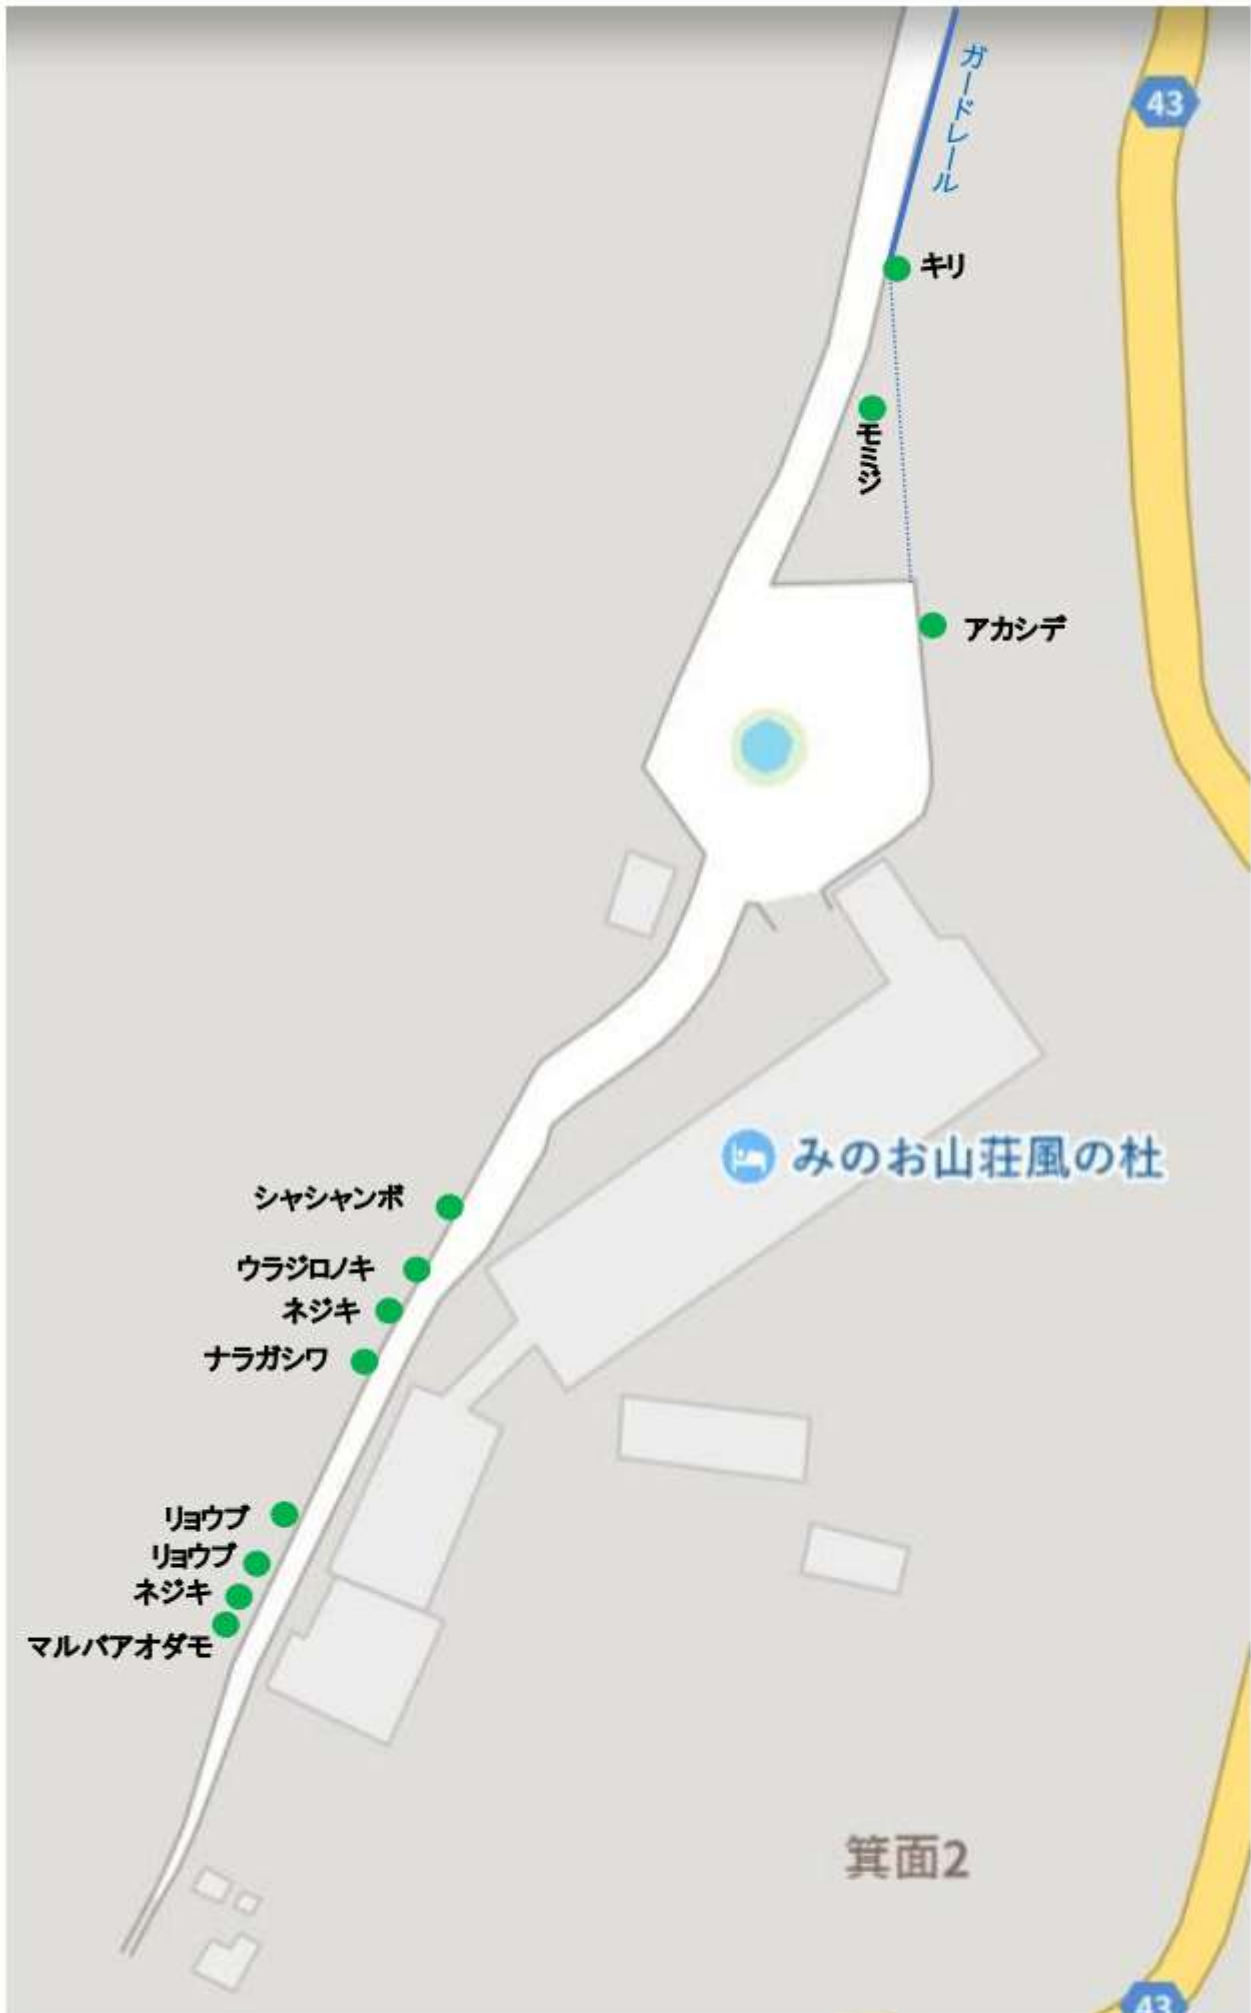 43
ガードレール
キリ
モミジ
アカシデ
みのお山荘風の杜
シャシャンボ
ウラジロノキ
ネジキ
ナラガシワ
リョウブ
リョウブ
ネジキ
マルバアオダモ
箕面2
43